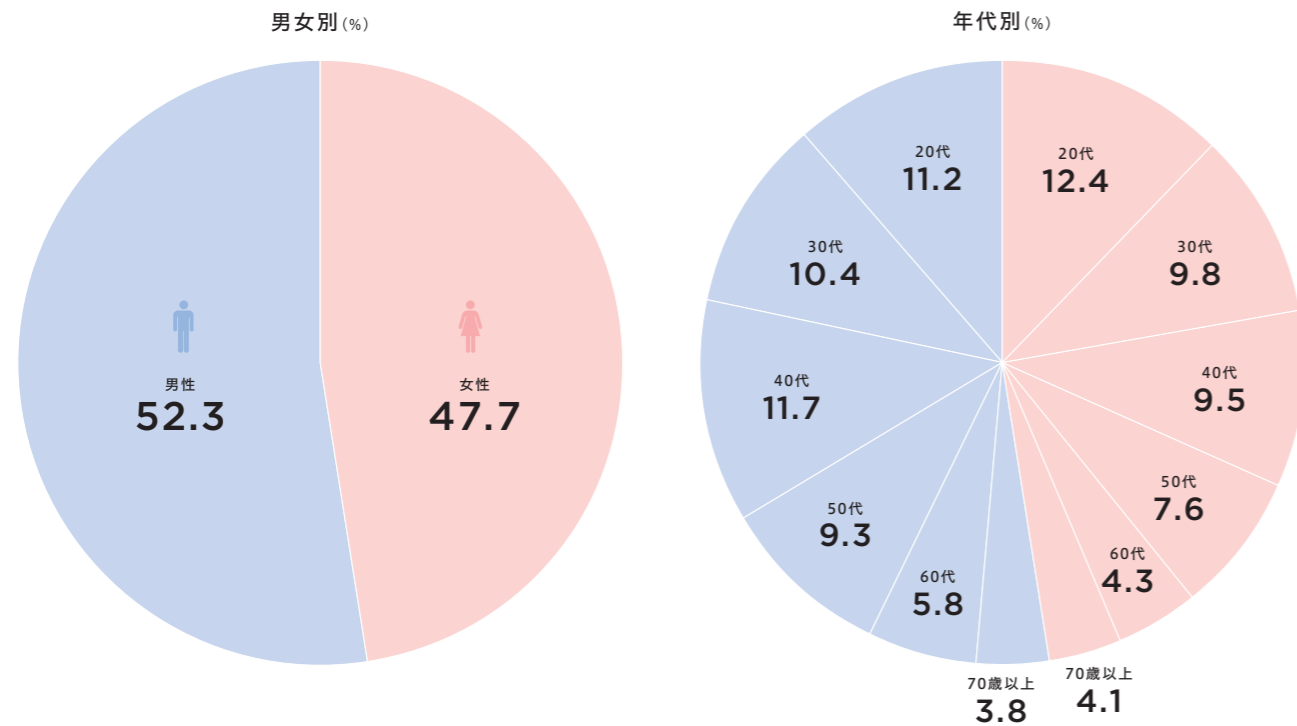 男女別(%)
男性
52.3
女性
47.7
年代別(%)
20代
11.2
20代
12.4
30代
10.4
30代
9.8
40代
11.7
40代
9.5
50代
9.3
50代
7.6
60代
5.8
60代
4.3
70歳以上
3.8
70歳以上
4.1